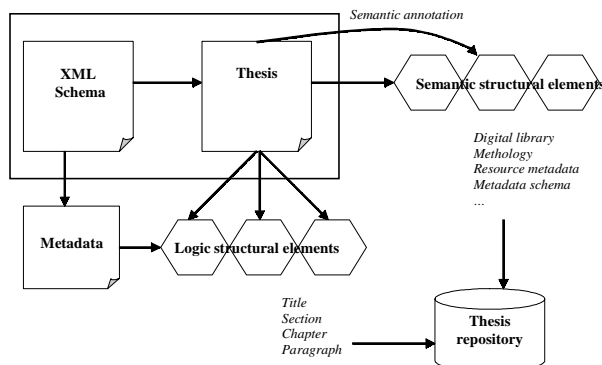 Semantic annotation
XML
Schema
Thesis
Semantic structural elements
Digital library
Methology
Resource metadata
Metadata schema
...
Metadata
Logic structural elements
Title
Section
Chapter
Paragraph
Thesis
repository